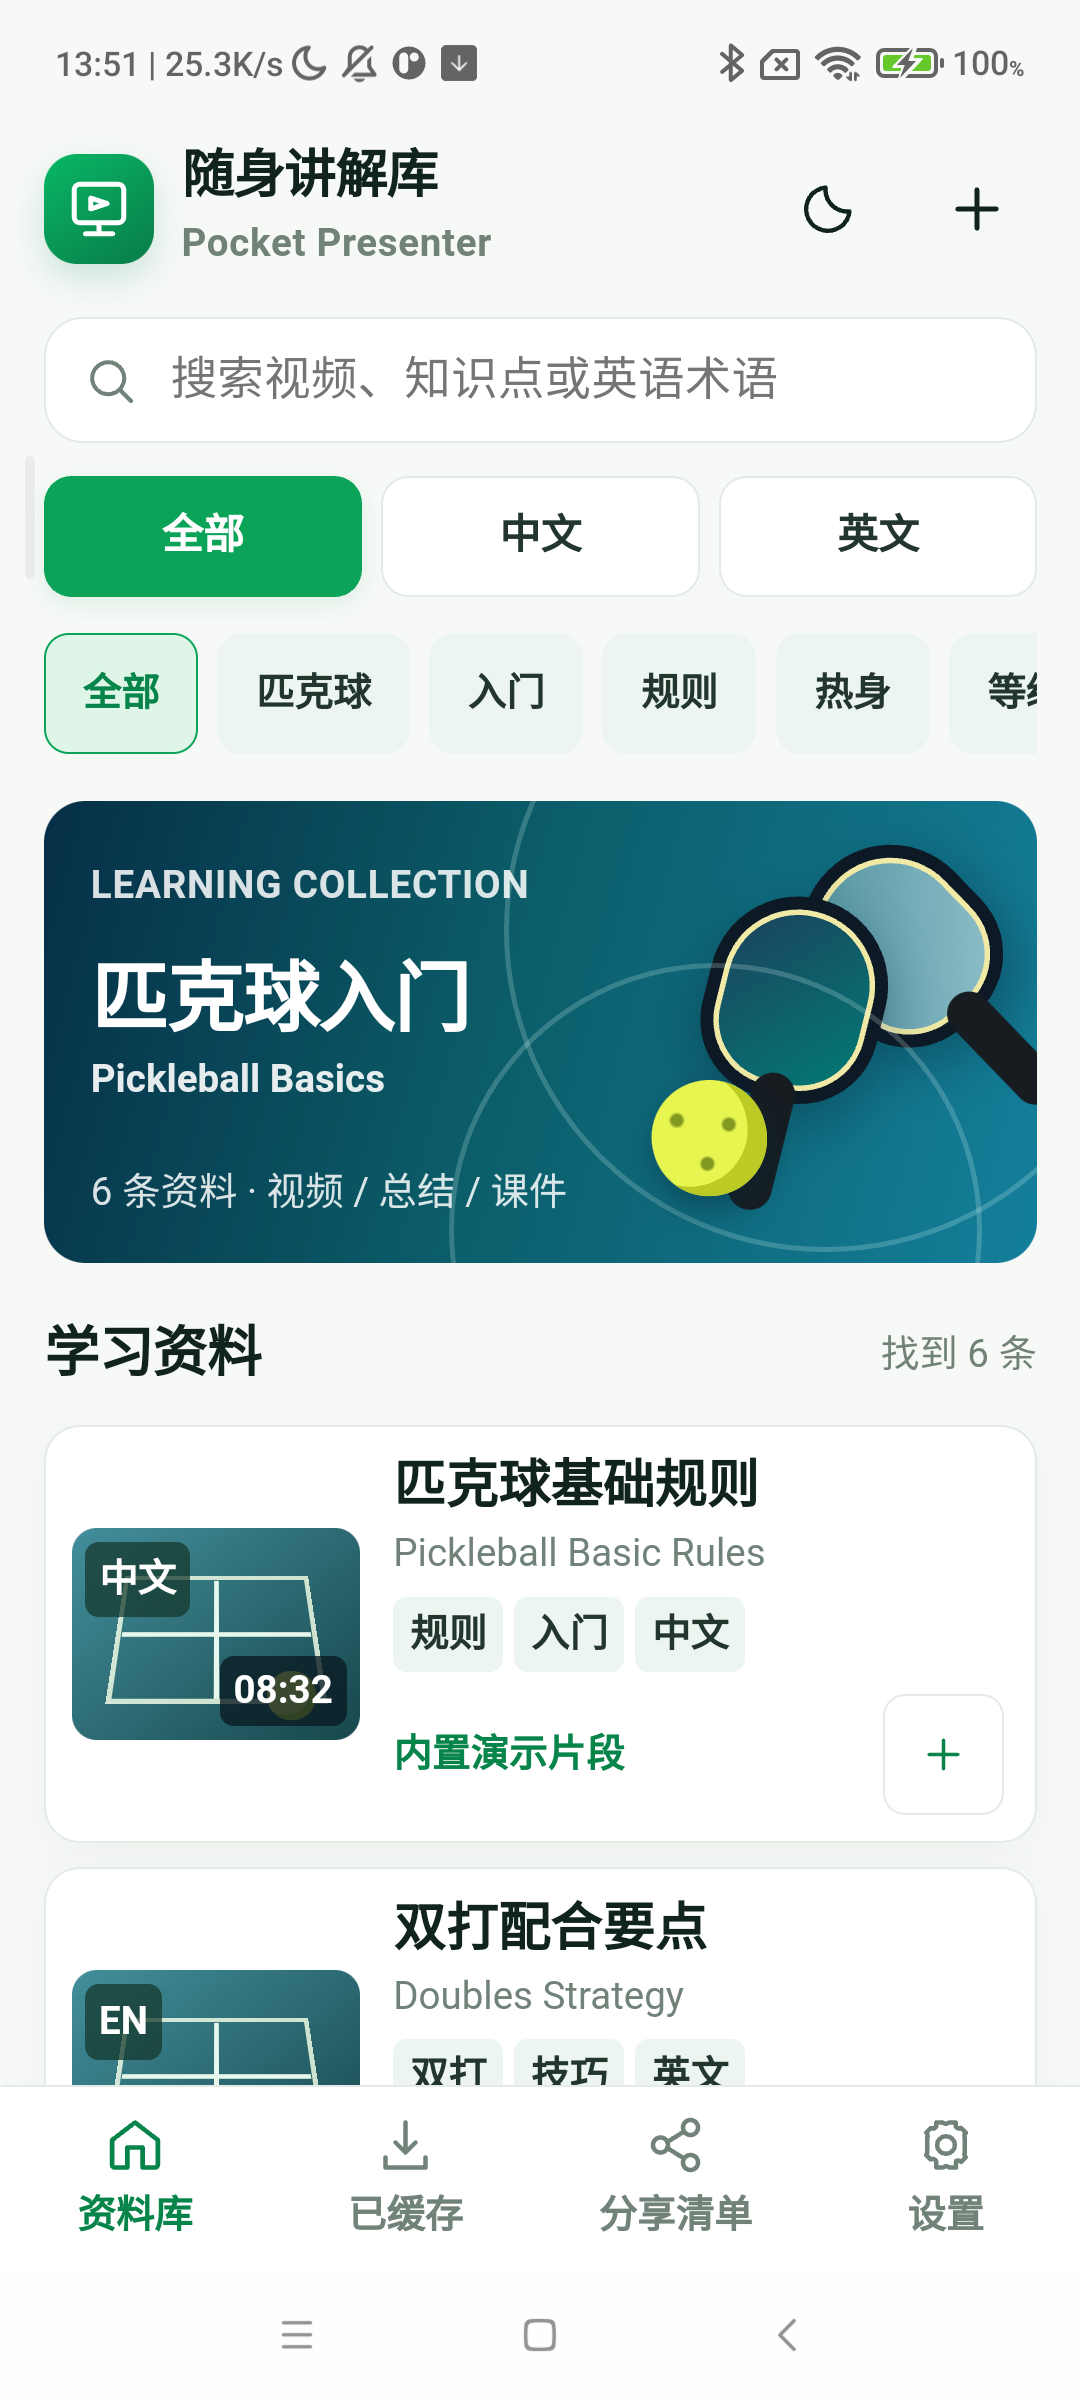 13:51 | 25.3K/s
100%
随身讲解库
Pocket Presenter
搜索视频、知识点或英语术语
全部 中文 英文
全部 匹克球 入门 规则 热身
LEARNING COLLECTION
匹克球入门
Pickleball Basics
6 条资料 · 视频 / 总结 / 课件
学习资料
找到 6 条
匹克球基础规则
中文
Pickleball Basic Rules
规则 入门 中文
08:32
内置演示片段
双打配合要点
EN
Doubles Strategy
双打 技巧 英文
资料库 已缓存 分享清单 设置